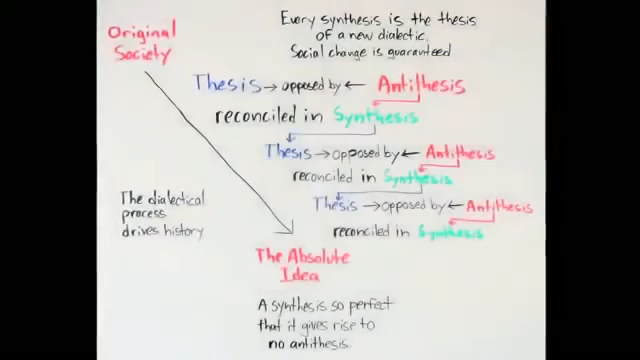 Original
Society
Every synthesis is the thesis
of a new dialectic.
Social change is guaranteed
Thesis → opposed by ← Antithesis
reconciled in Synthesis
Thesis → opposed by ← Antithesis
reconciled in Synthesis
Thesis → opposed by ← Antithesis
reconciled in Synthesis
The dialectical
process
drives history
The Absolute
Idea
A synthesis so perfect
that it gives rise to
no antithesis.